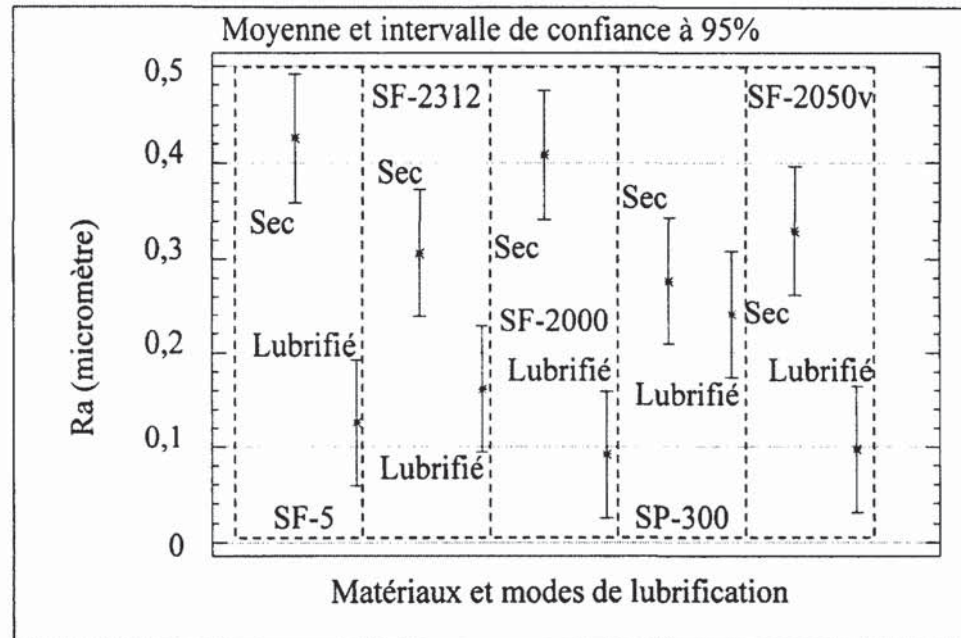 Moyenne et intervalle de confiance à 95%
0,5
SF-2312
SF-2050v
0,4
Sec
Sec
Sec
Sec
0,3
Ra (micromètre)
SF-2000
Sec
0,2
Lubrifié
Lubrifié
Lubrifié
Lubrifié
0,1
Lubrifié
SF-5
SP-300
0
Matériaux et modes de lubrification